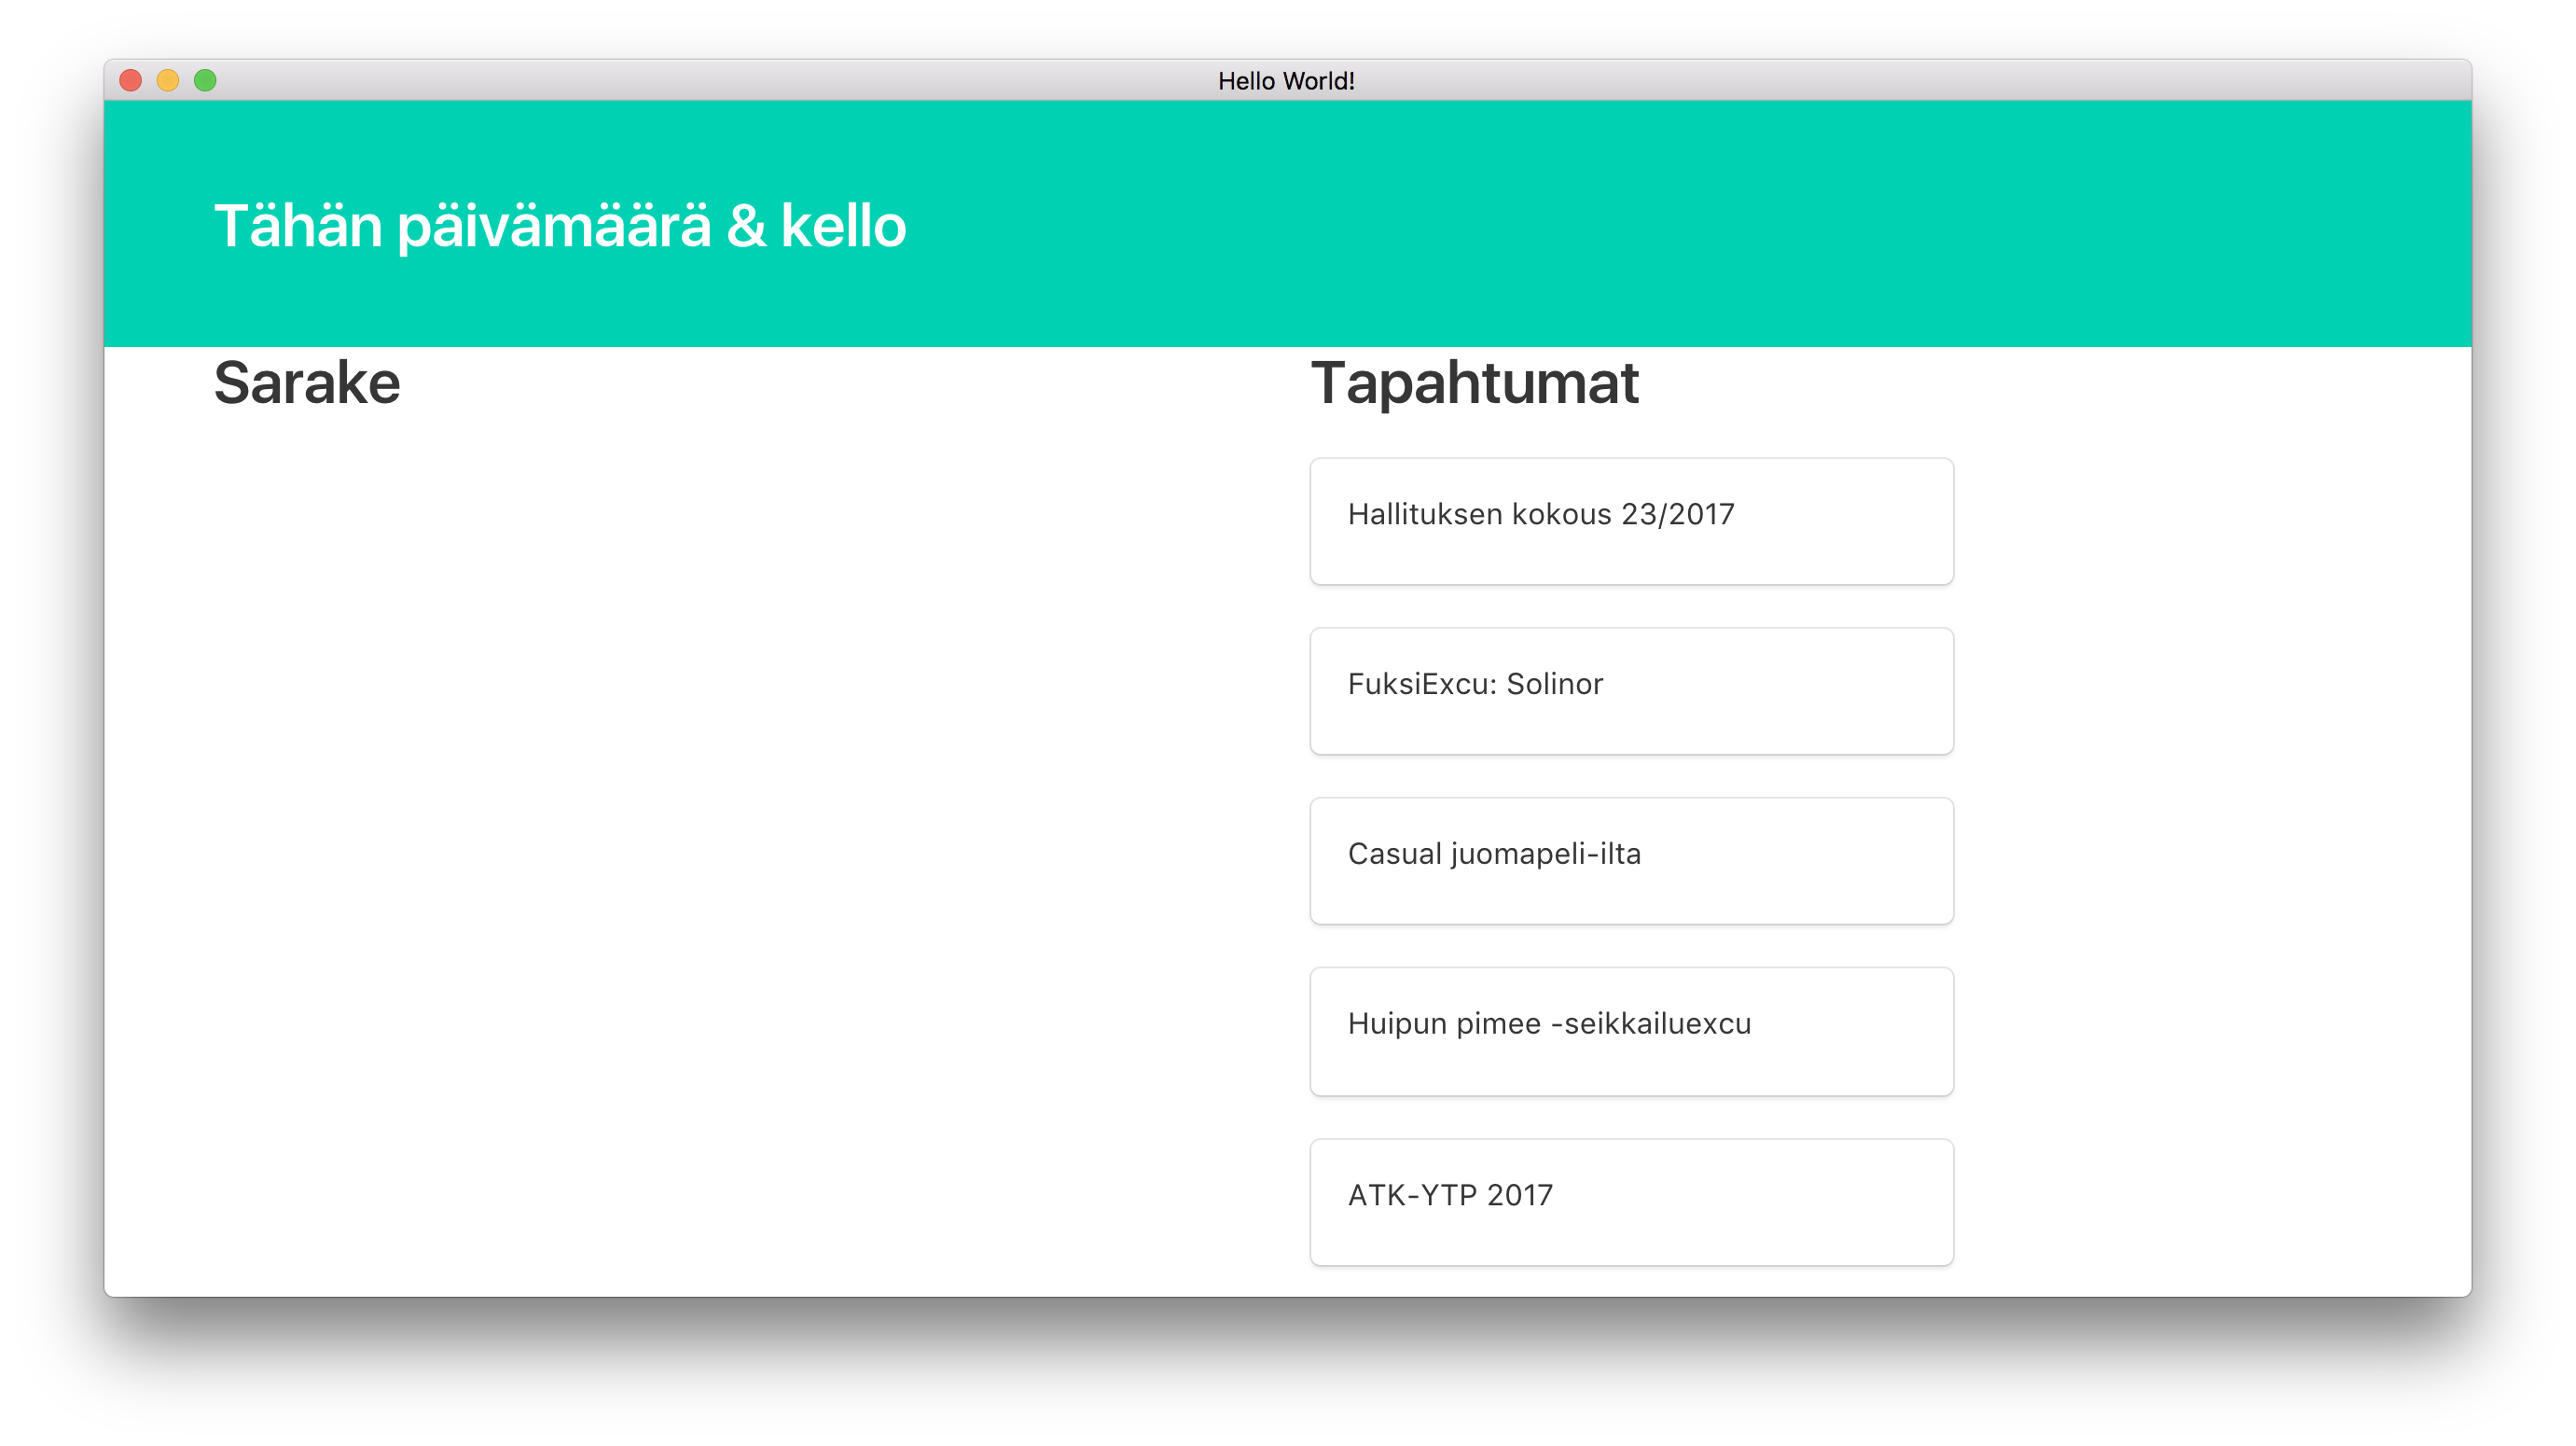 Hello World!
Tähän päivämäärä & kello
Sarake
Tapahtumat
Hallituksen kokous 23/2017
FuksiExcu: Solinor
Casual juomapeli-ilta
Huipun pimee -seikkailuexcu
ATK-YTP 2017